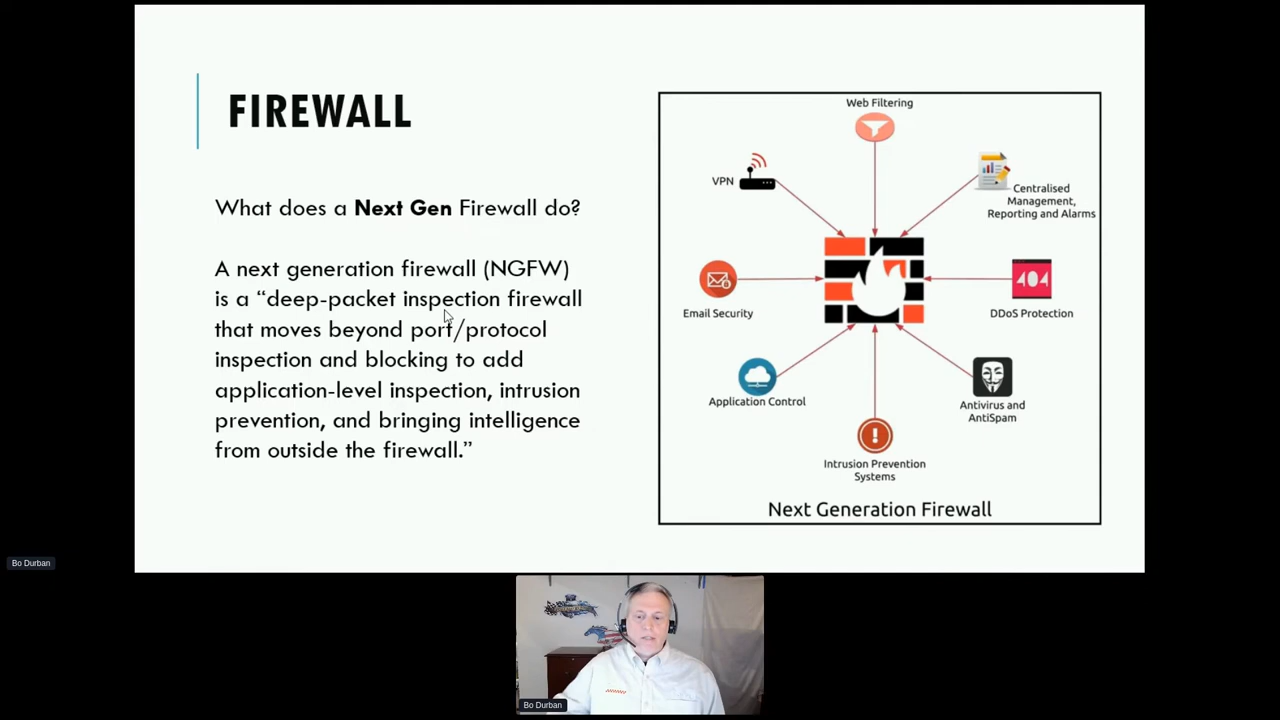 FIREWALL
What does a Next Gen Firewall do?
A next generation firewall (NGFW)
is a “deep-packet inspection firewall
that moves beyond port/protocol
inspection and blocking to add
application-level inspection, intrusion
prevention, and bringing intelligence
from outside the firewall.”
Web Filtering
VPN
Centralised
Management,
Reporting and Alarms
Email Security
404
DDoS Protection
Application Control
Antivirus and
AntiSpam
!
Intrusion Prevention
Systems
Next Generation Firewall
Bo Durban
Bo Durban